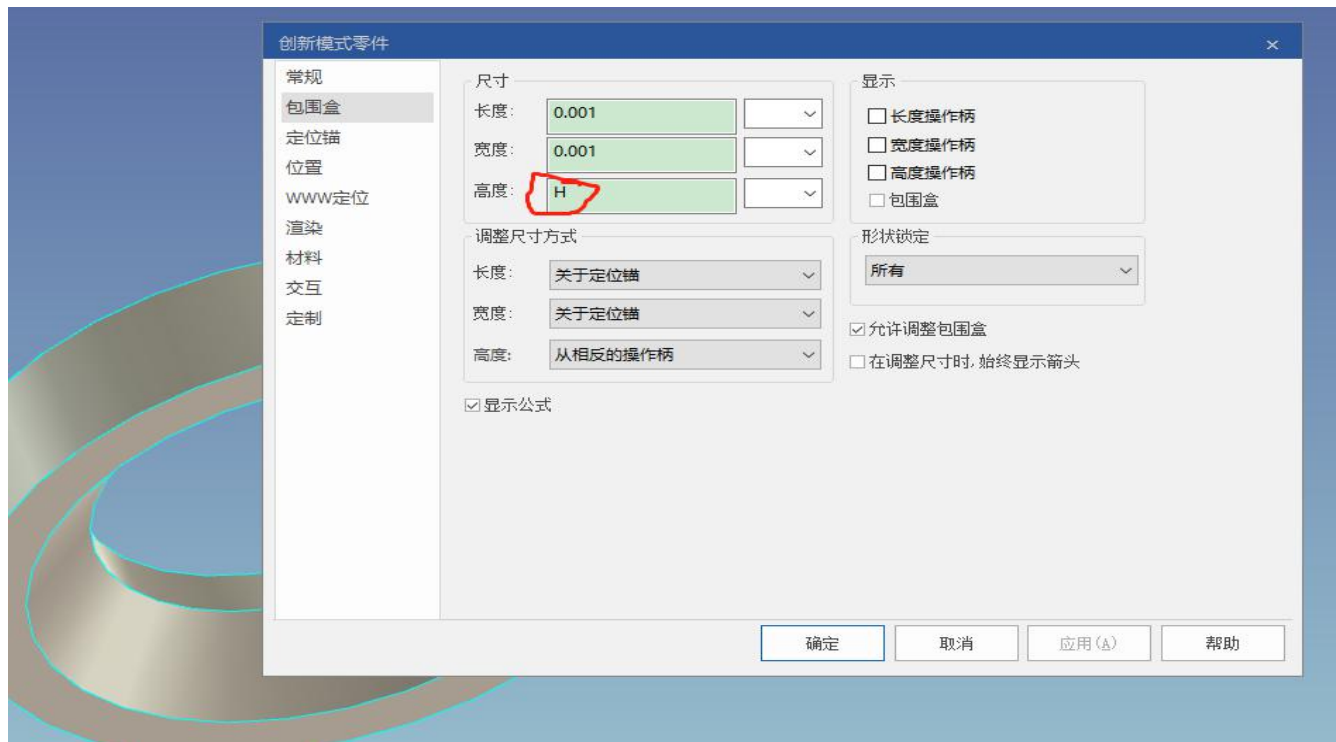 创新模式零件
常规
包围盒
定位锚
位置
WWW定位
渲染
材料
交互
定制
尺寸
长度: 0.001
宽度: 0.001
高度: H
调整尺寸方式
长度: 关于定位锚
宽度: 关于定位锚
高度: 从相反的操作柄
显示公式
显示
长度操作柄
宽度操作柄
高度操作柄
包围盒
形状锁定
所有
允许调整包围盒
在调整尺寸时,始终显示箭头
确定 取消 应用(A) 帮助